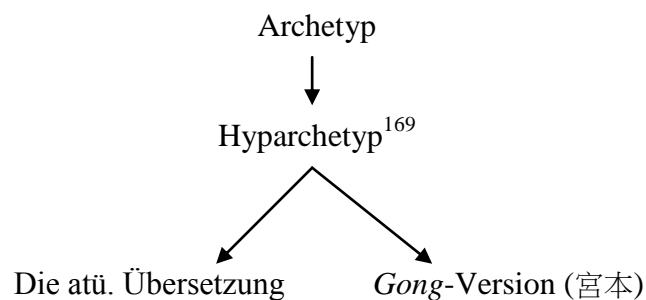 Archetyp
Hyparchetyp169
Die atü. Übersetzung Gong-Version (宮本)